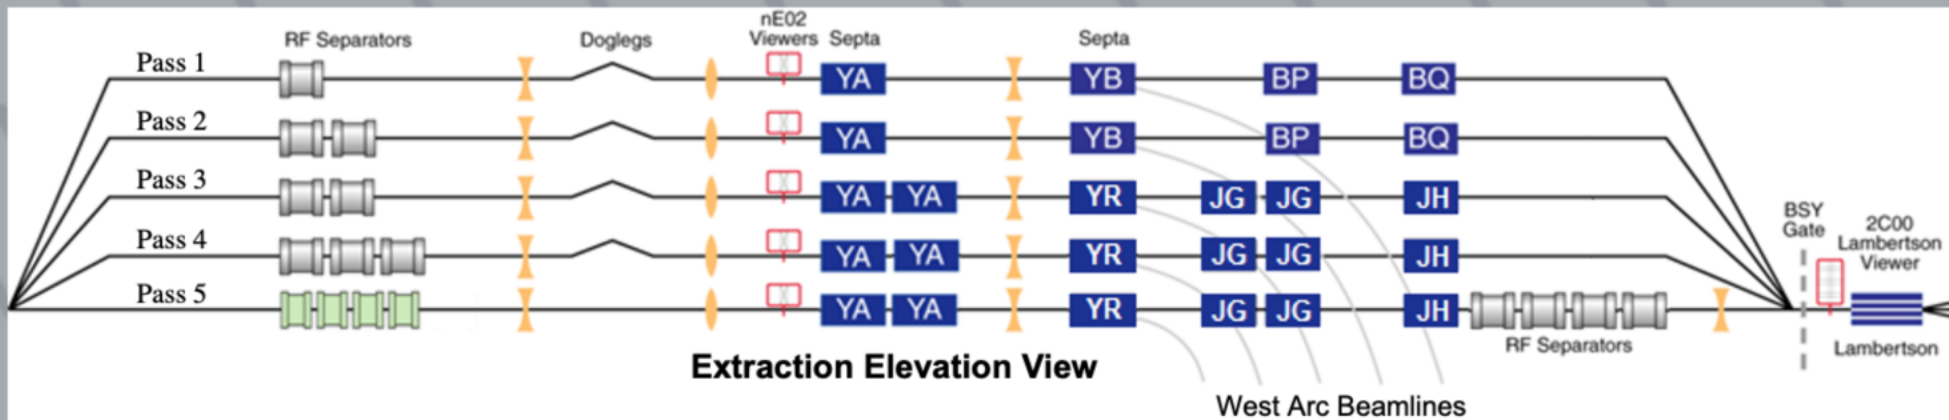 nE02
RF Separators Doglegs Viewers Septa Septa
Pass 1 YA YB BP BQ
Pass 2 YA YB BP BQ
Pass 3 YA YA YR JG JG JH
Pass 4 YA YA YR JG JG JH
Pass 5 YA YA YR JG JG JH
BSY
Gate
2C00
Lambertson
Viewer
RF Separators
Lambertson
Extraction Elevation View
West Arc Beamlines